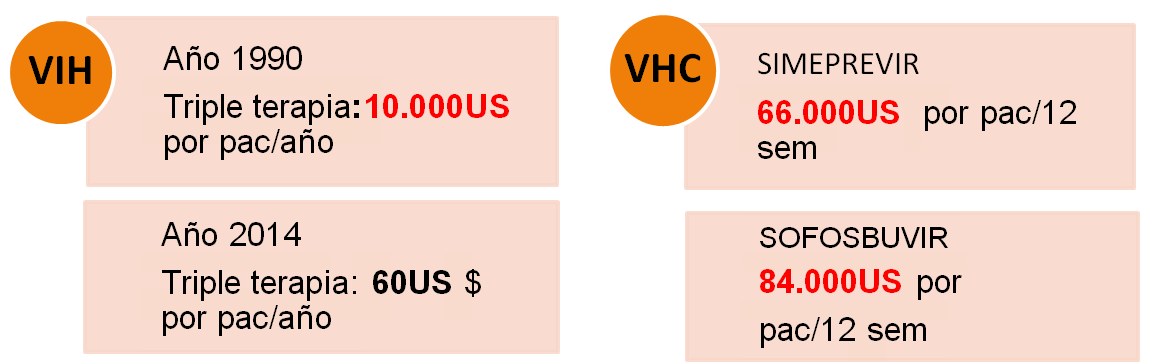 VIH
Año 1990
Triple terapia:10.000US
por pac/año
Año 2014
Triple terapia: 60US $
por pac/año
VHC
SIMEPREVIR
66.000US por pac/12
sem
SOFOSBUVIR
84.000US por
pac/12 sem